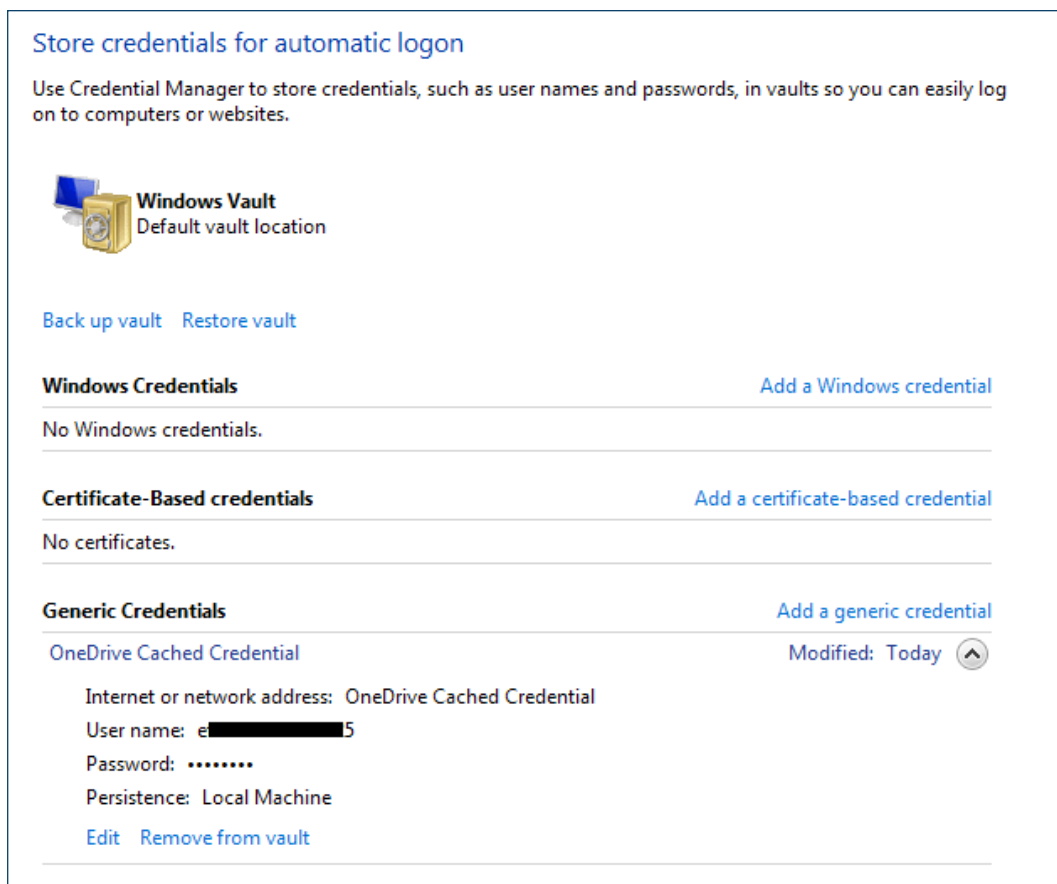 Store credentials for automatic logon
Use Credential Manager to store credentials, such as user names and passwords, in vaults so you can easily log
on to computers or websites.
Windows Vault
Default vault location
Back up vault Restore vault
Windows Credentials Add a Windows credential
No Windows credentials.
Certificate-Based credentials Add a certificate-based credential
No certificates.
Generic Credentials Add a generic credential
OneDrive Cached Credential Modified: Today
Internet or network address: OneDrive Cached Credential
User name: e 5
Password: ••••••••
Persistence: Local Machine
Edit Remove from vault